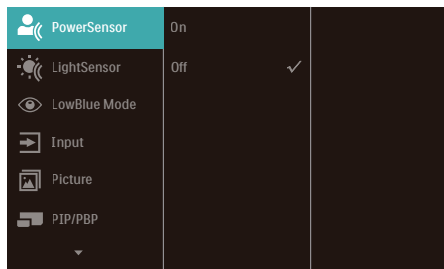 PowerSensor
On
LightSensor
Off
LowBlue Mode
Input
Picture
PIP/PBP